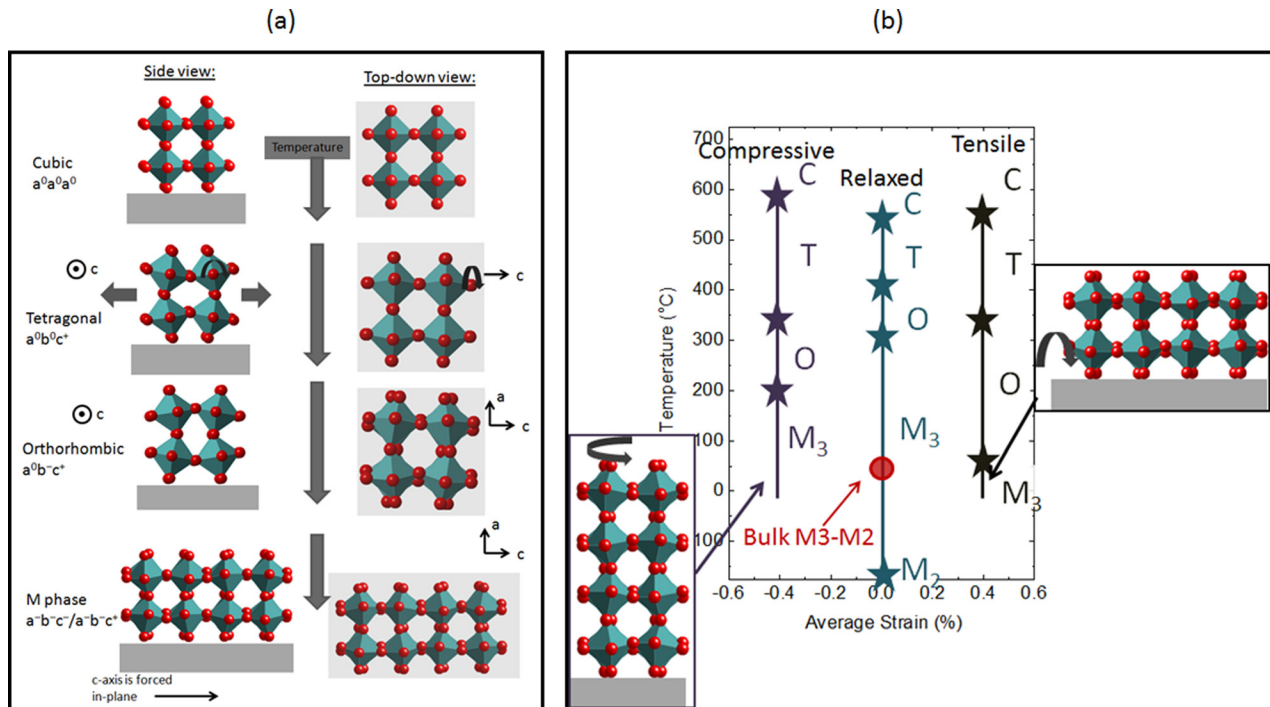 (a)
Side view:
Top-down view:
Cubic
a⁰a⁰a⁰
Temperature
c
c
Tetragonal
a⁰b⁰c⁺
c
a
c
Orthorhombic
a⁰b⁻c⁺
a
c
M phase
a⁻b⁻c⁻/a⁻b⁻c⁺
c-axis is forced
in-plane
(b)
700
600
500
400
300
200
100
0
100
Temperature (°C)
Compressive
Relaxed
Tensile
C
T
O
M₃
C
T
O
M₃
M₂
C
T
O
M₃
Bulk M3-M2
-0.6 -0.4 -0.2 0.0 0.2 0.4 0.6
Average Strain (%)